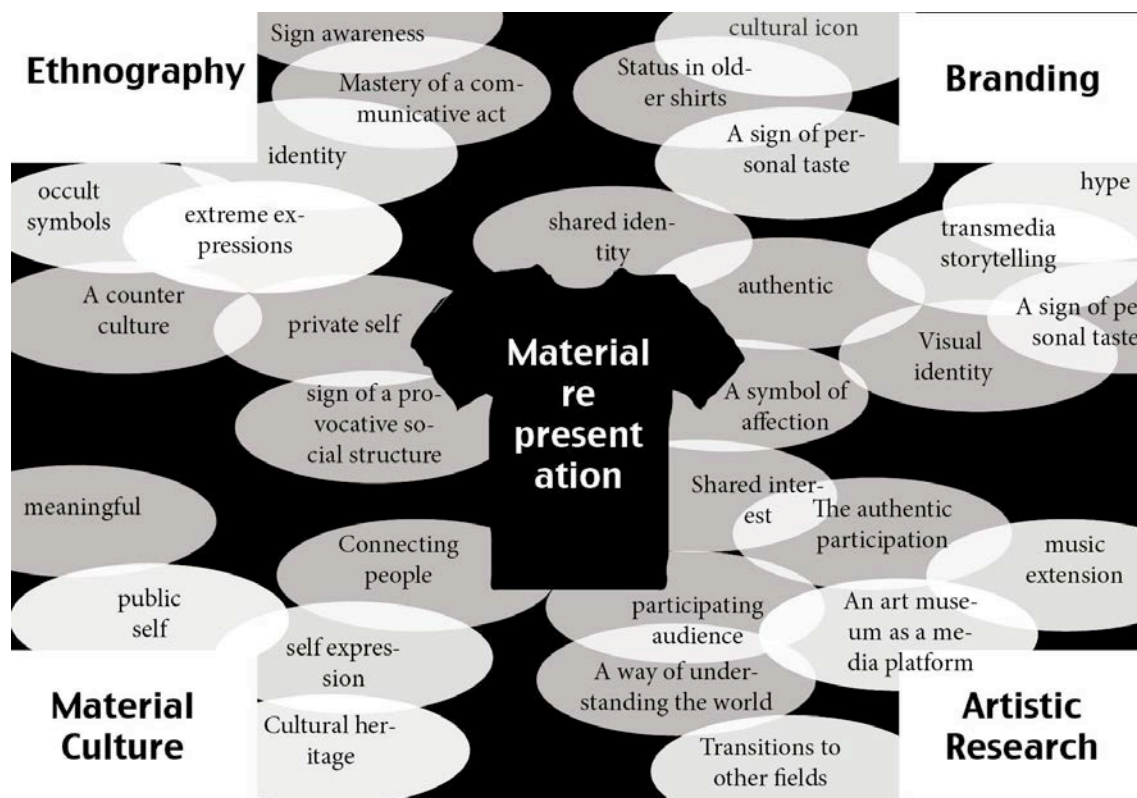 Ethnography
Sign awareness
Mastery of a com-
municative act
identity
occult
symbols
extreme ex-
pressions
A counter
culture
private self
sign of a pro-
vocative so-
cial structure
cultural icon
Status in old-
er shirts
A sign of per-
sonal taste
Branding
shared iden-
tity
authentic
hype
transmedia
storytelling
A sign of pe
sonal taste
Visual
identity
A symbol of
affection
Material
re
present
ation
Shared inter-
est
The authentic
participation
music
extension
meaningful
Connecting
people
public
self
self expres-
sion
Cultural her-
itage
Material
Culture
participating
audience
An art muse-
um as a me-
dia platform
A way of under-
standing the world
Transitions to
other fields
Artistic
Research